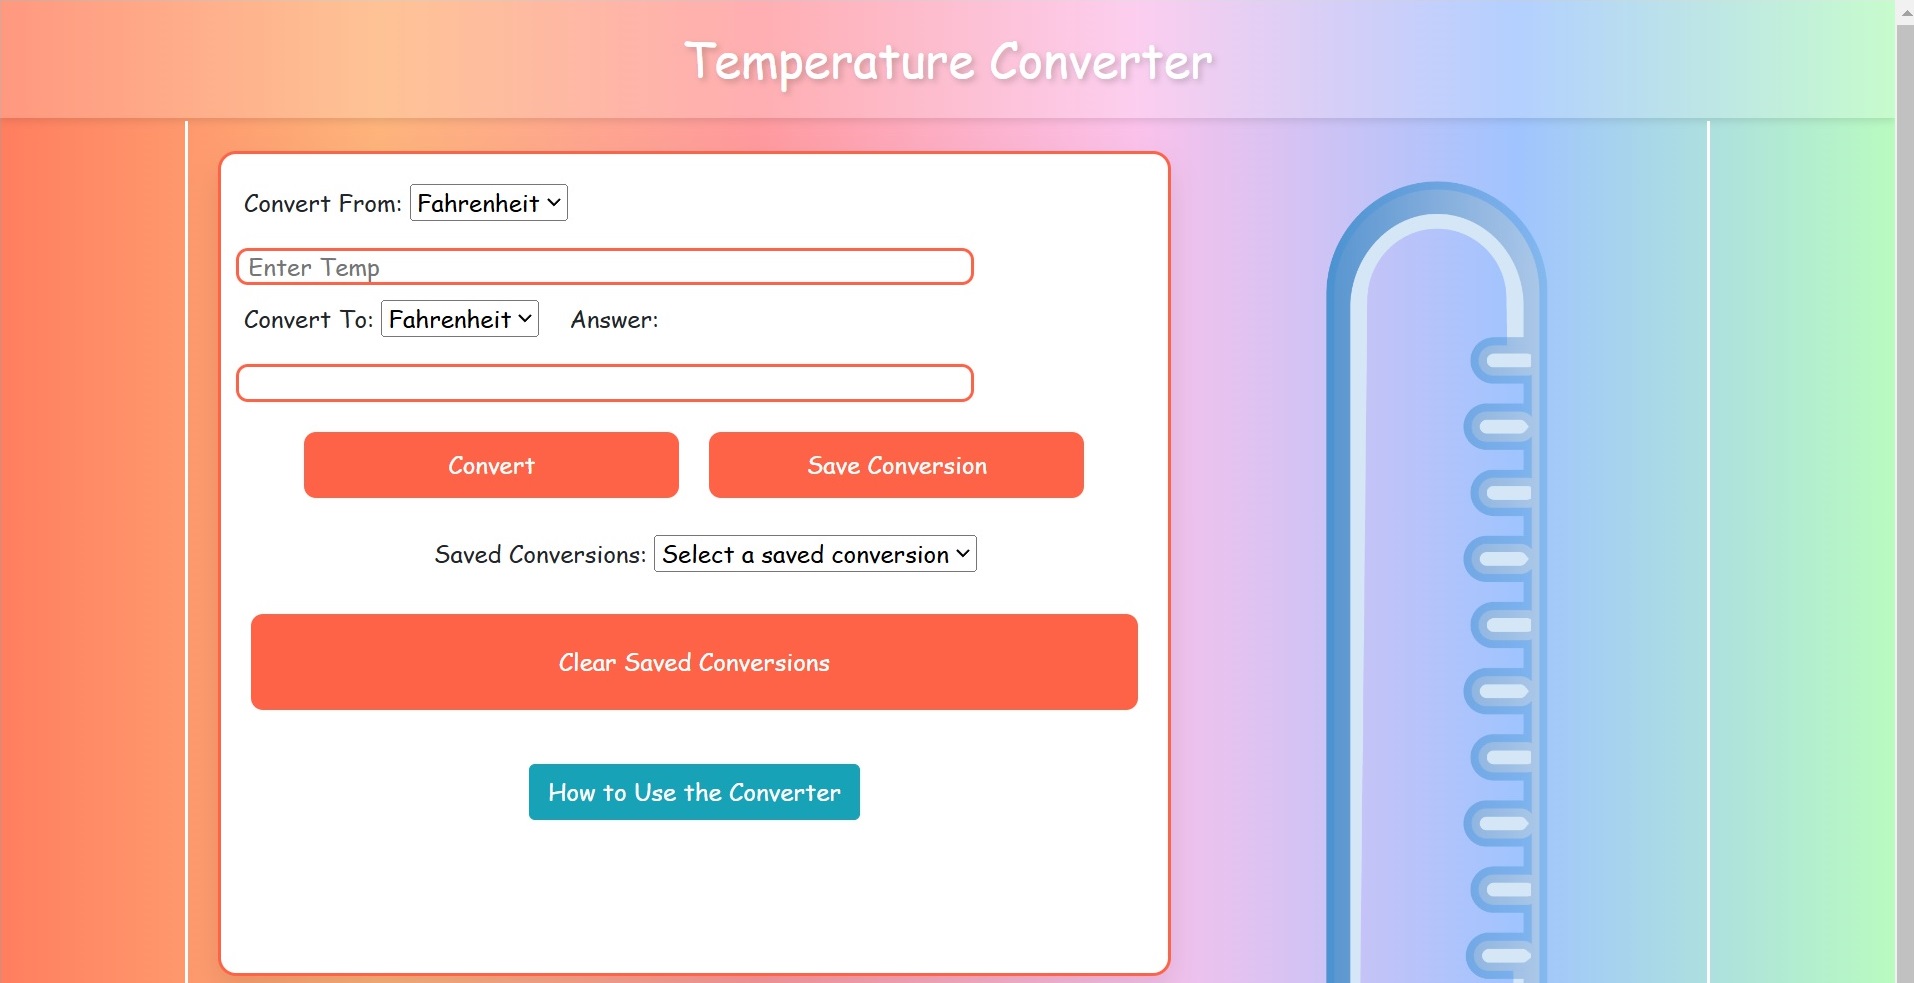 Temperature Converter
Convert From: Fahrenheit
Enter Temp
Convert To: Fahrenheit Answer:
Convert Save Conversion
Saved Conversions: Select a saved conversion
Clear Saved Conversions
How to Use the Converter